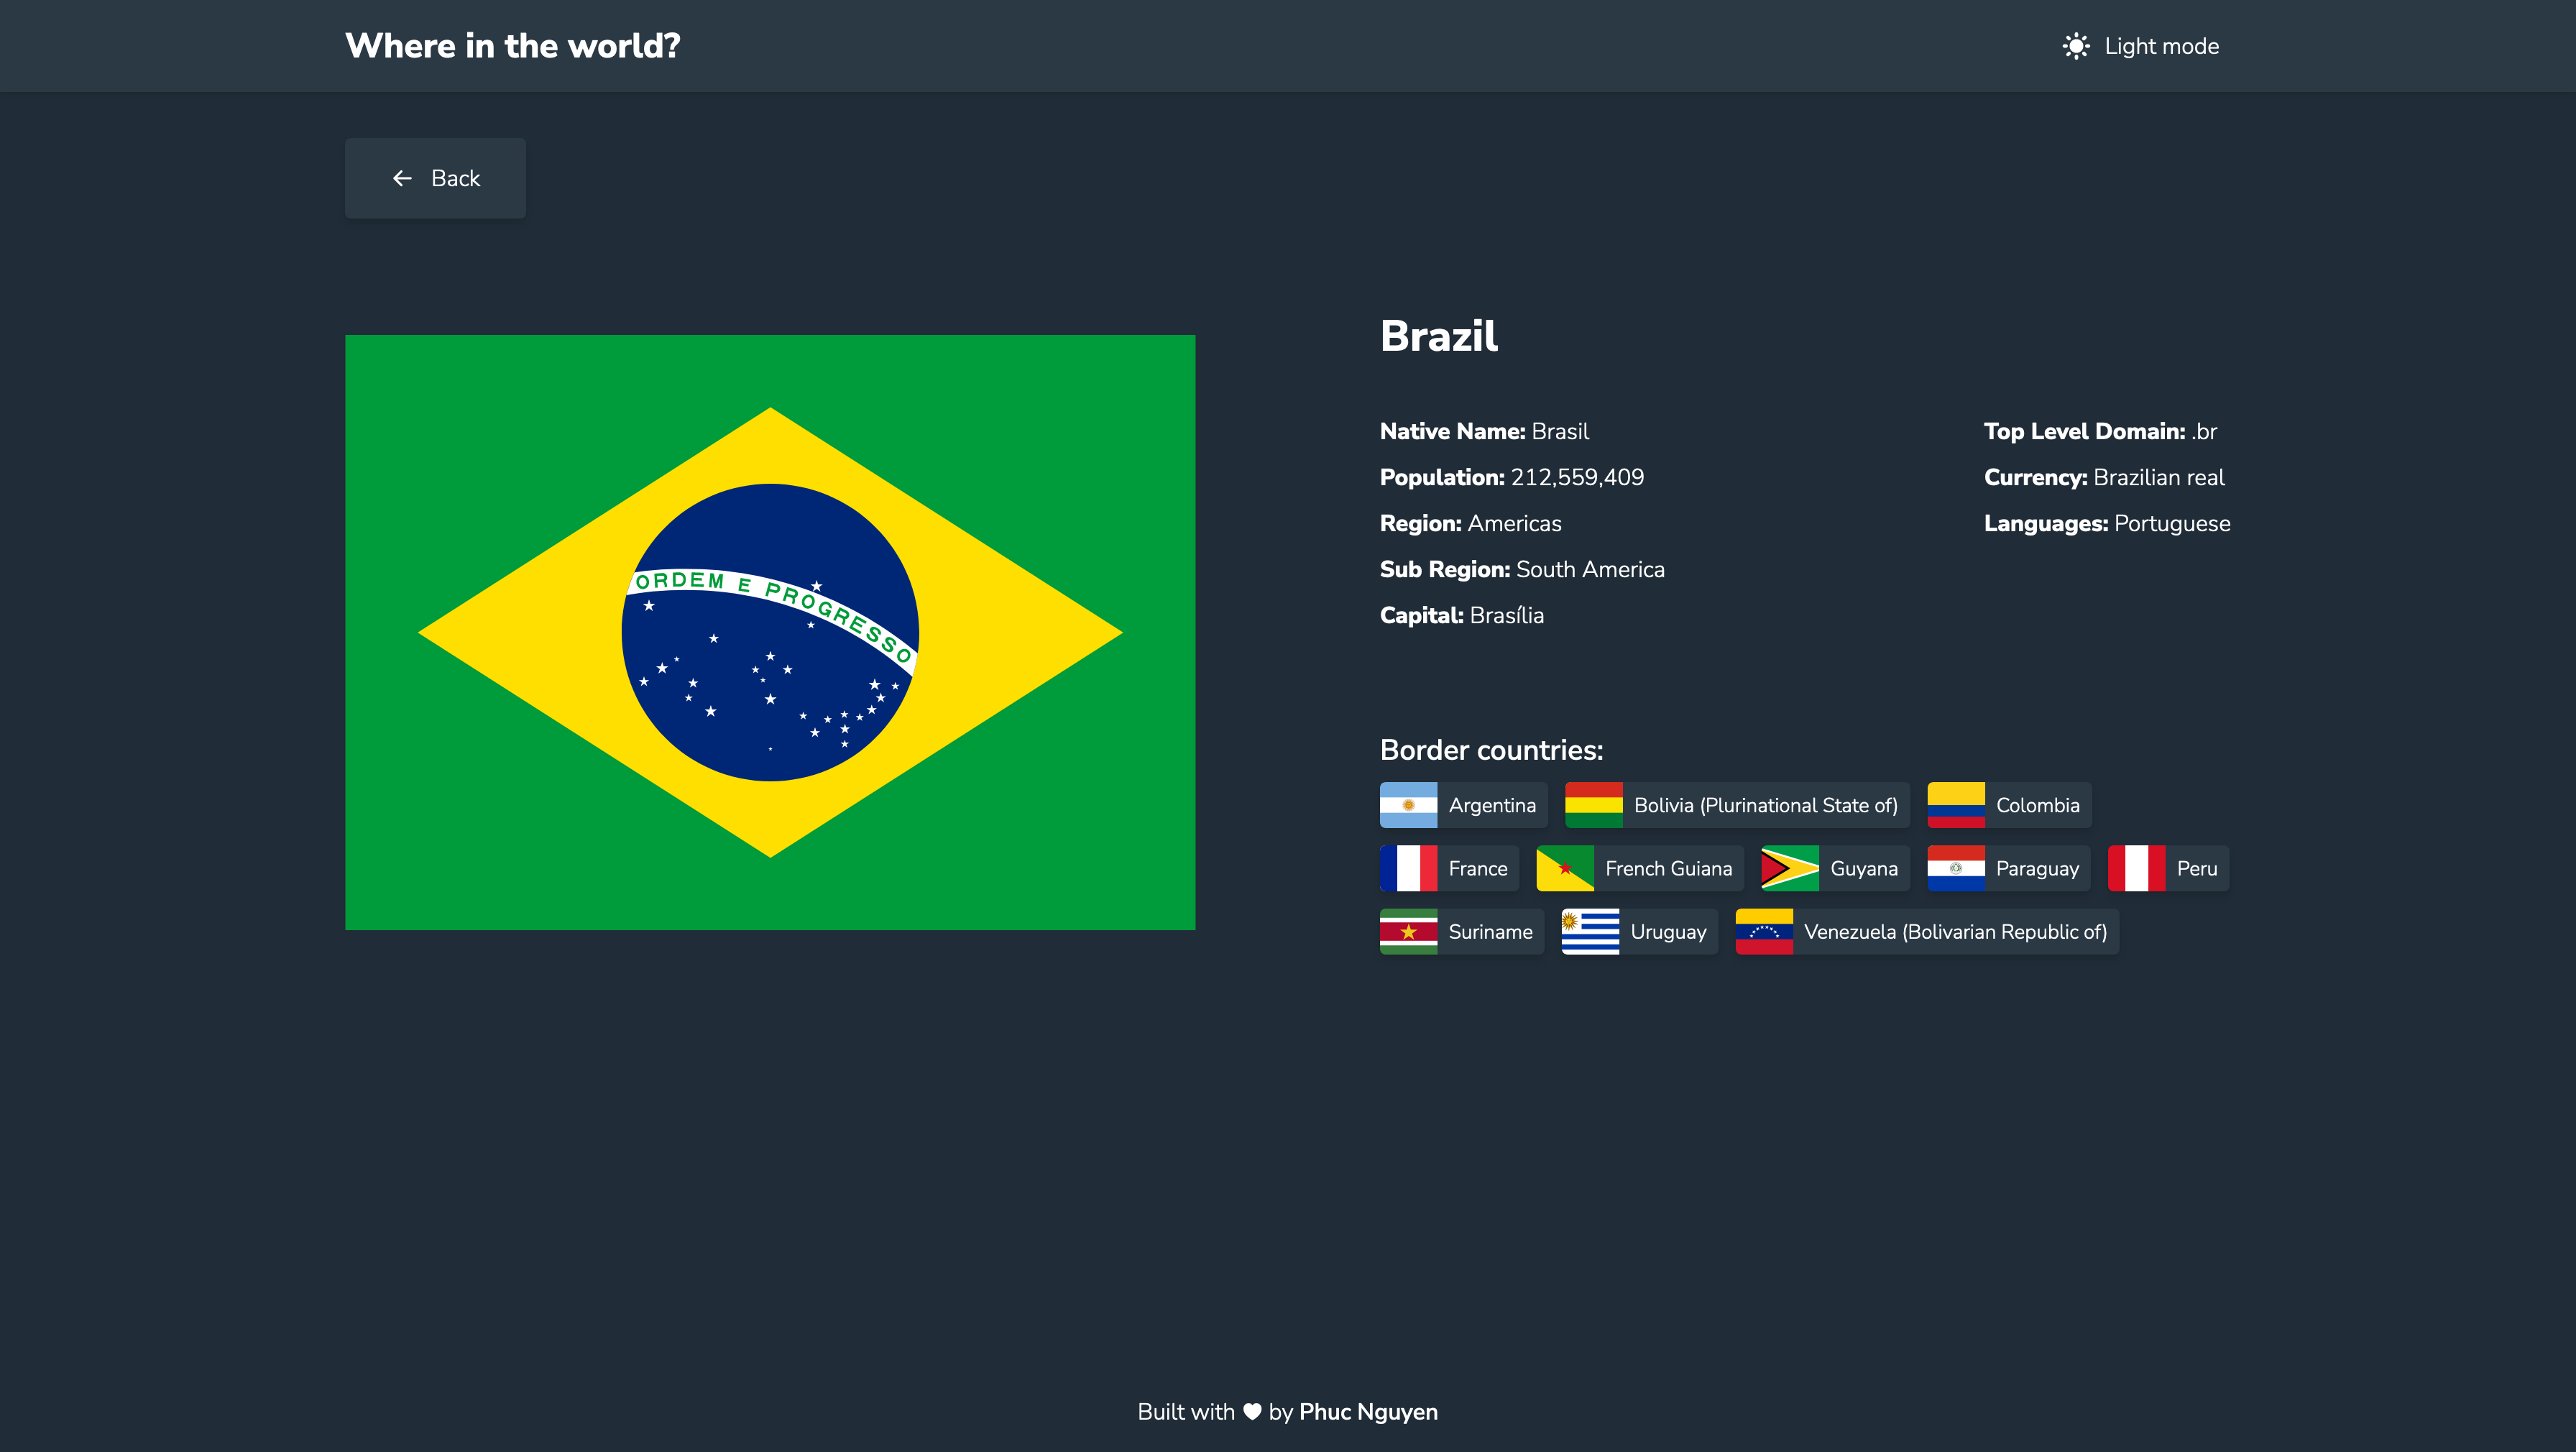 Where in the world?
Light mode
Back
ORDEM E PROGRESSO
Brazil
Native Name: Brasil
Population: 212,559,409
Region: Americas
Sub Region: South America
Capital: Brasília
Top Level Domain: .br
Currency: Brazilian real
Languages: Portuguese
Border countries:
Argentina
Bolivia (Plurinational State of)
Colombia
France
French Guiana
Guyana
Paraguay
Peru
Suriname
Uruguay
Venezuela (Bolivarian Republic of)
Built with ♥ by Phuc Nguyen